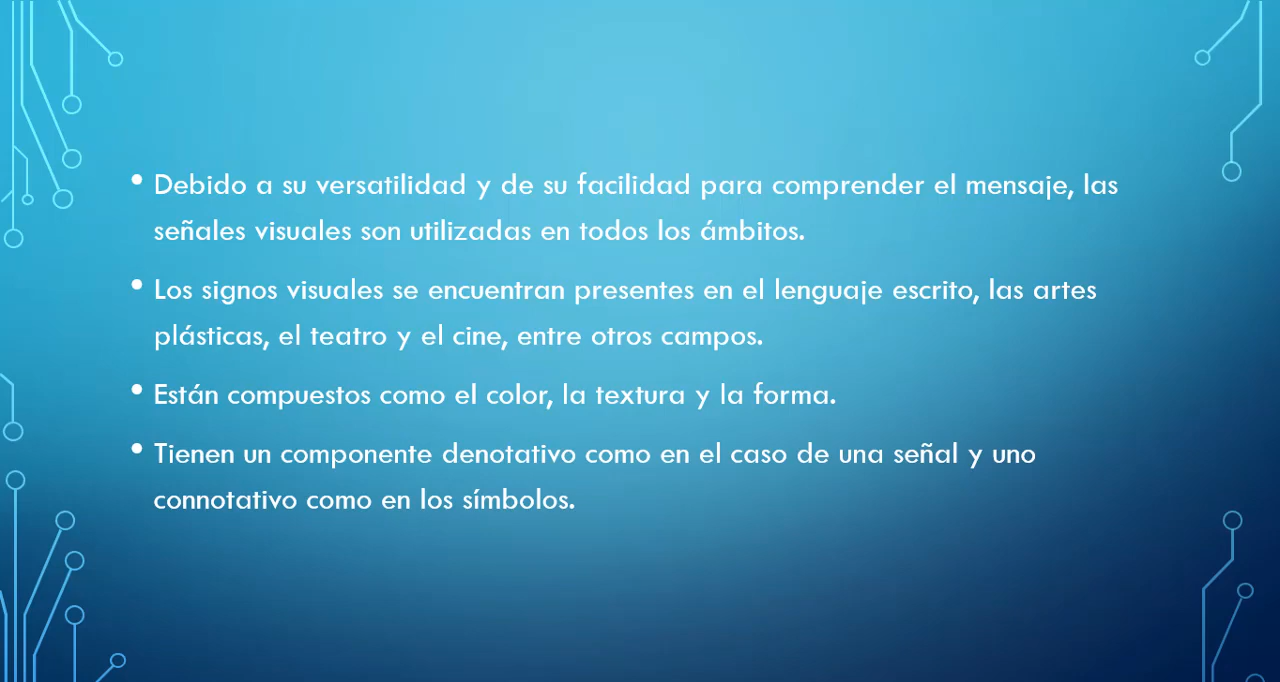 • Debido a su versatilidad y de su facilidad para comprender el mensaje, las
señales visuales son utilizadas en todos los ámbitos.
• Los signos visuales se encuentran presentes en el lenguaje escrito, las artes
plásticas, el teatro y el cine, entre otros campos.
• Están compuestos como el color, la textura y la forma.
• Tienen un componente denotativo como en el caso de una señal y uno
connotativo como en los símbolos.